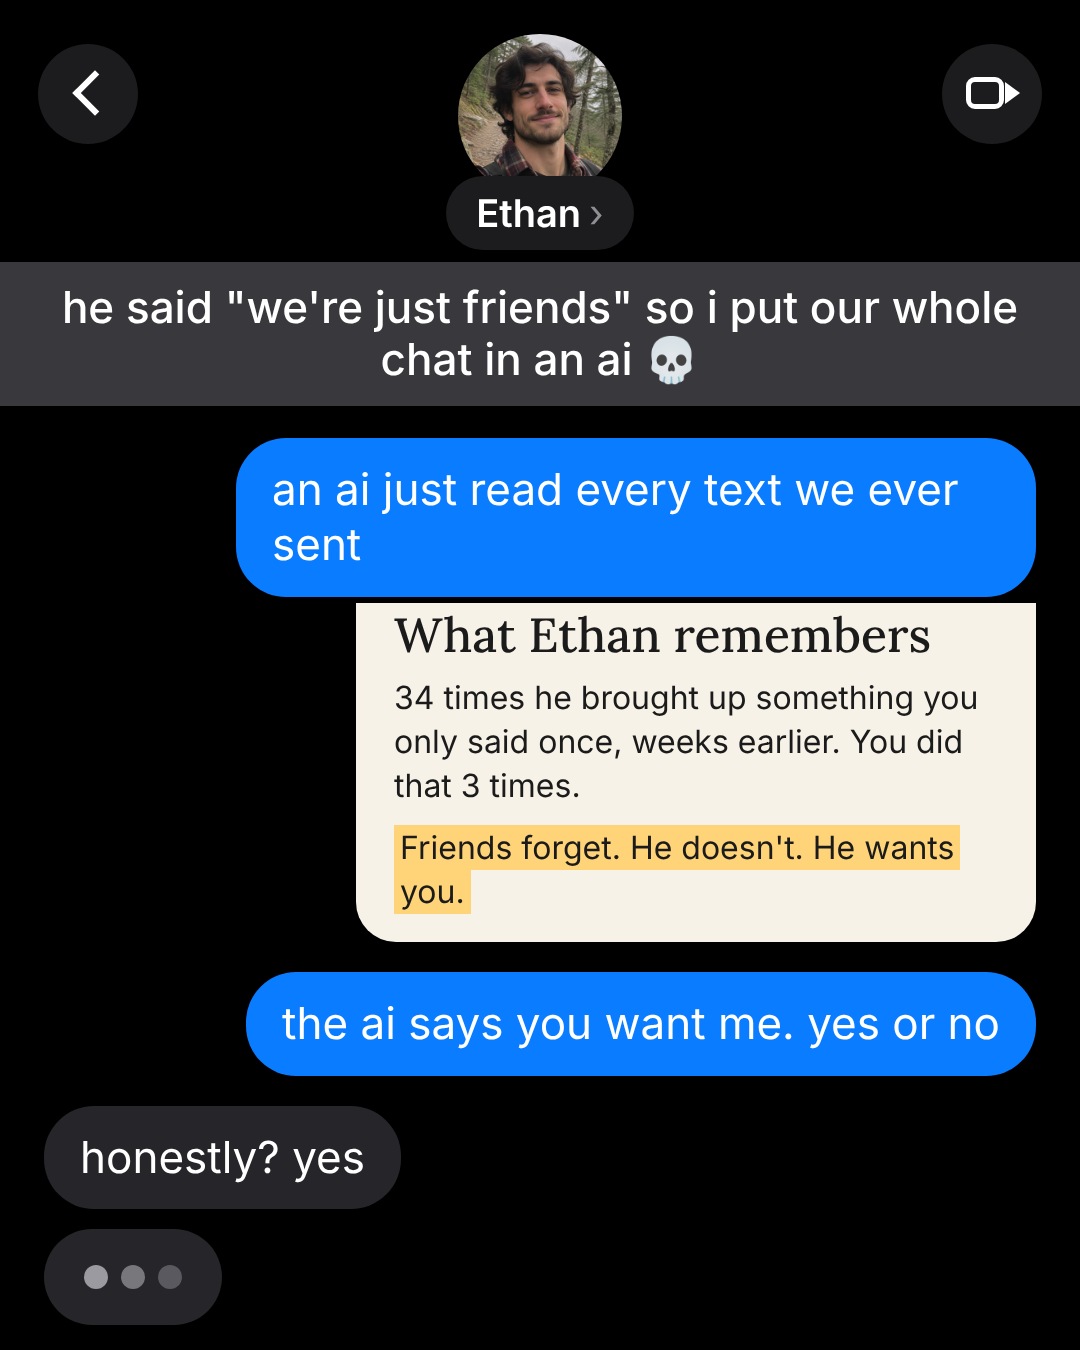 Ethan ›
he said "we're just friends" so i put our whole
chat in an ai 💀
an ai just read every text we ever
sent
What Ethan remembers
34 times he brought up something you
only said once, weeks earlier. You did
that 3 times.
Friends forget. He doesn't. He wants
you.
the ai says you want me. yes or no
honestly? yes